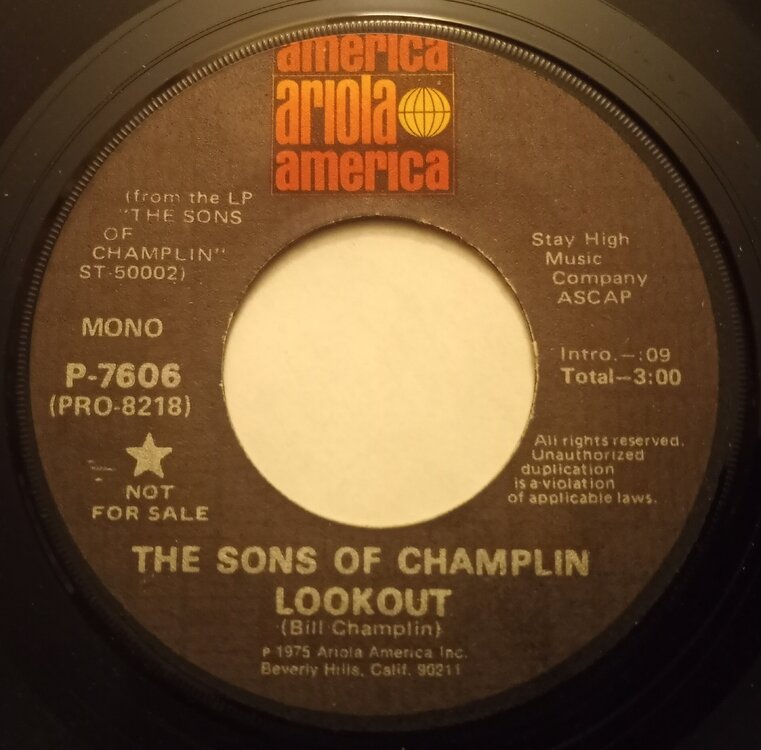 america
ariola
america
(from the LP
"THE SONS
OF
CHAMPLIN"
ST-50002)
MONO
P-7606
(PRO-8218)
NOT
FOR SALE
Stay High
Music
Company
ASCAP
Intro.—:09
Total—3:00
All rights reserved.
Unauthorized
duplication
is a violation
of applicable laws.
THE SONS OF CHAMPLIN
LOOKOUT
(Bill Champlin)
℗ 1975 Ariola America Inc.
Beverly Hills, Calif. 90211